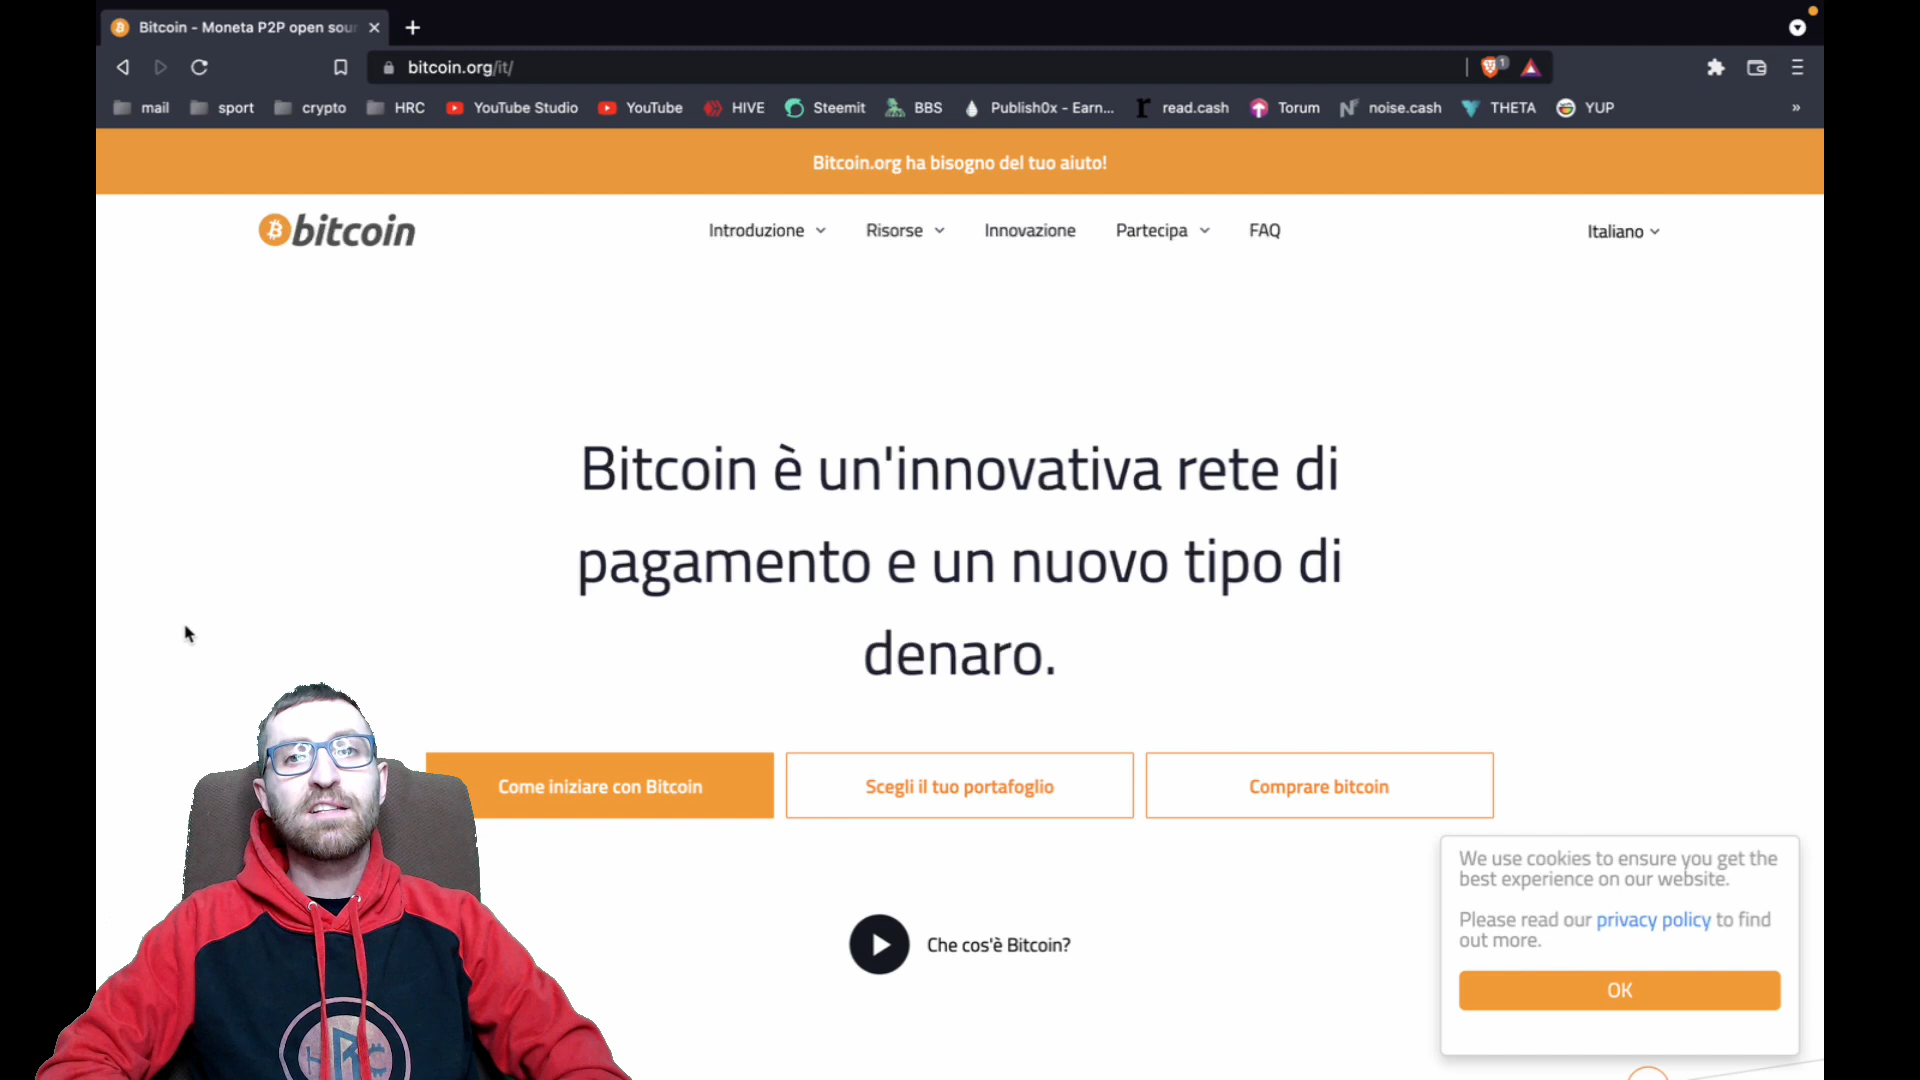 Bitcoin - Moneta P2P open sour
bitcoin.org/it/
1
mail sport crypto HRC YouTube Studio YouTube HIVE Steemit BBS Publish0x - Earn... read.cash Torum noise.cash THETA YUP »
Bitcoin.org ha bisogno del tuo aiuto!
bitcoin Introduzione Risorse Innovazione Partecipa FAQ Italiano
Bitcoin è un'innovativa rete di
pagamento e un nuovo tipo di
denaro.
Come iniziare con Bitcoin Scegli il tuo portafoglio Comprare bitcoin
Che cos'è Bitcoin?
We use cookies to ensure you get the
best experience on our website.
Please read our privacy policy to find
out more.
OK
HRC